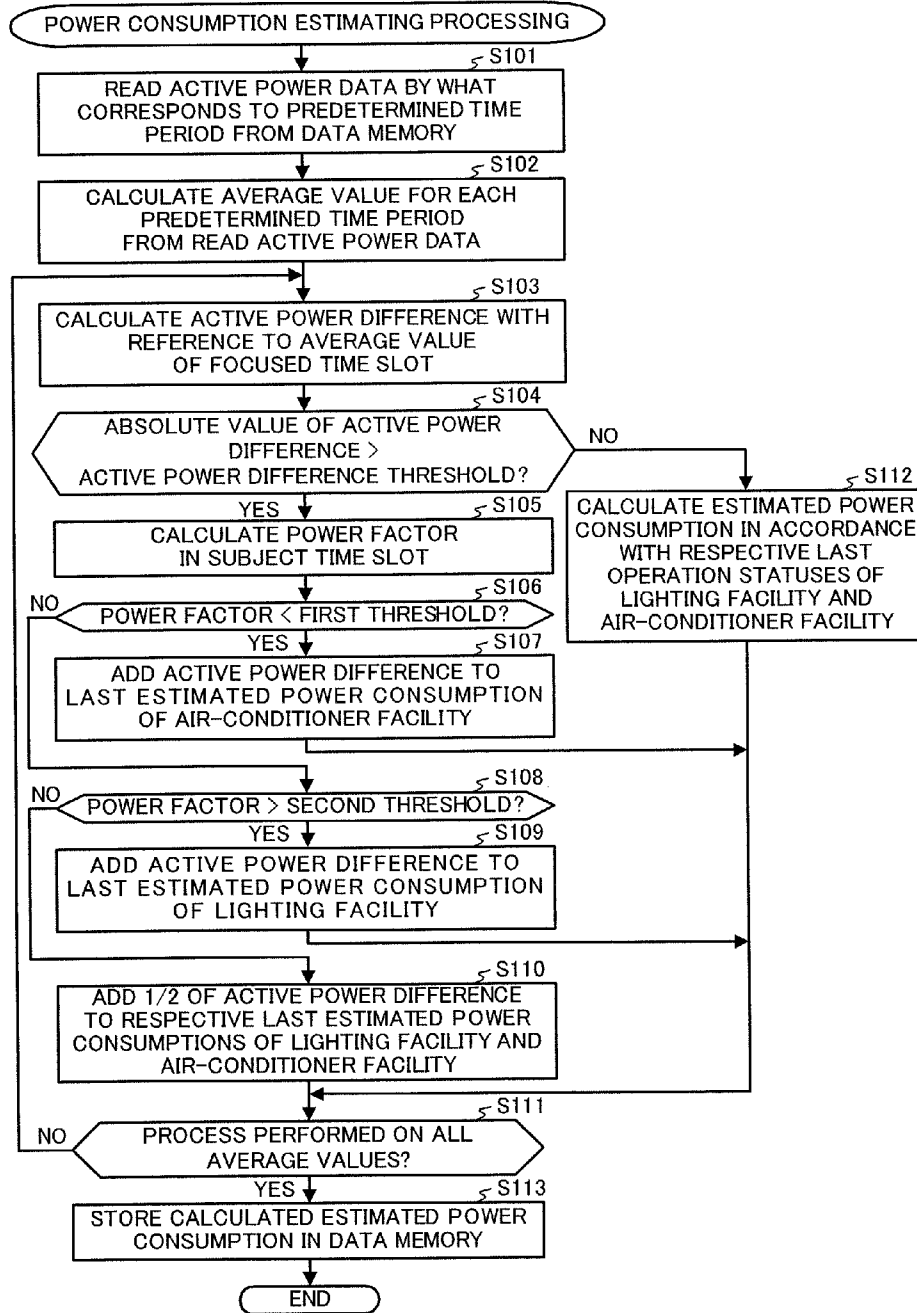 POWER CONSUMPTION ESTIMATING PROCESSING
S101
READ ACTIVE POWER DATA BY WHAT
CORRESPONDS TO PREDETERMINED TIME
PERIOD FROM DATA MEMORY
S102
CALCULATE AVERAGE VALUE FOR EACH
PREDETERMINED TIME PERIOD
FROM READ ACTIVE POWER DATA
S103
CALCULATE ACTIVE POWER DIFFERENCE WITH
REFERENCE TO AVERAGE VALUE
OF FOCUSED TIME SLOT
S104
ABSOLUTE VALUE OF ACTIVE POWER
DIFFERENCE >
ACTIVE POWER DIFFERENCE THRESHOLD?
NO
YES
S112
CALCULATE ESTIMATED POWER
CONSUMPTION IN ACCORDANCE
WITH RESPECTIVE LAST
OPERATION STATUSES OF
LIGHTING FACILITY AND
AIR-CONDITIONER FACILITY
S105
CALCULATE POWER FACTOR
IN SUBJECT TIME SLOT
S106
NO
POWER FACTOR < FIRST THRESHOLD?
YES
S107
ADD ACTIVE POWER DIFFERENCE TO
LAST ESTIMATED POWER CONSUMPTION
OF AIR-CONDITIONER FACILITY
S108
NO
POWER FACTOR > SECOND THRESHOLD?
YES
S109
ADD ACTIVE POWER DIFFERENCE TO
LAST ESTIMATED POWER CONSUMPTION
OF LIGHTING FACILITY
S110
ADD 1/2 OF ACTIVE POWER DIFFERENCE
TO RESPECTIVE LAST ESTIMATED POWER
CONSUMPTIONS OF LIGHTING FACILITY AND
AIR-CONDITIONER FACILITY
S111
NO
PROCESS PERFORMED ON ALL
AVERAGE VALUES?
YES
S113
STORE CALCULATED ESTIMATED POWER
CONSUMPTION IN DATA MEMORY
END